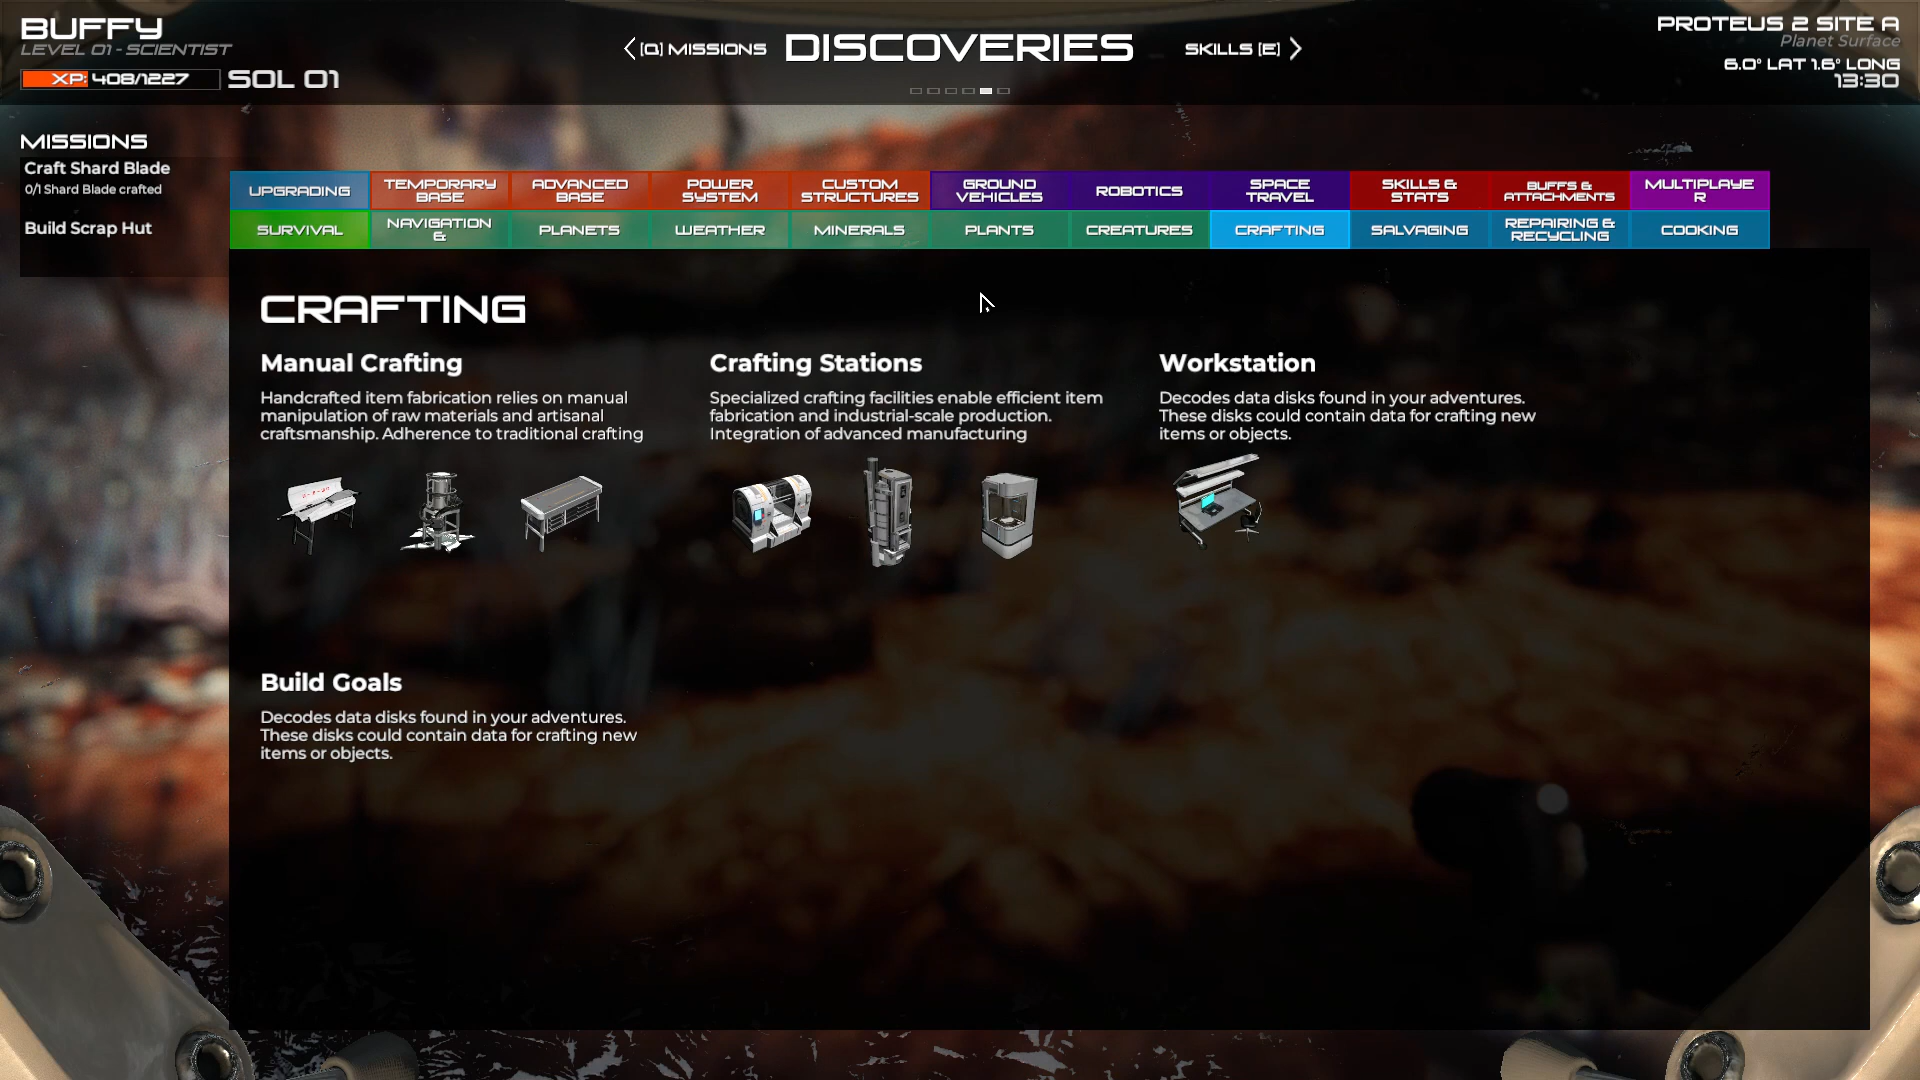 BUFFY
LEVEL 01 - SCIENTIST
XP: 408/1227
SOL 01
[Q] MISSIONS
DISCOVERIES
SKILLS [E]
PROTEUS 2 SITE A
Planet Surface
6.0° LAT 1.6° LONG
13:30
MISSIONS
Craft Shard Blade
0/1 Shard Blade crafted
Build Scrap Hut
UPGRADING
TEMPORARY
BASE
ADVANCED
BASE
POWER
SYSTEM
CUSTOM
STRUCTURES
GROUND
VEHICLES
ROBOTICS
SPACE
TRAVEL
SKILLS &
STATS
BUFFS &
ATTACHMENTS
MULTIPLAYE
R
SURVIVAL
NAVIGATION
&
PLANETS
WEATHER
MINERALS
PLANTS
CREATURES
CRAFTING
SALVAGING
REPAIRING &
RECYCLING
COOKING
CRAFTING
Manual Crafting
Handcrafted item fabrication relies on manual
manipulation of raw materials and artisanal
craftsmanship. Adherence to traditional crafting
Crafting Stations
Specialized crafting facilities enable efficient item
fabrication and industrial-scale production.
Integration of advanced manufacturing
Workstation
Decodes data disks found in your adventures.
These disks could contain data for crafting new
items or objects.
Build Goals
Decodes data disks found in your adventures.
These disks could contain data for crafting new
items or objects.